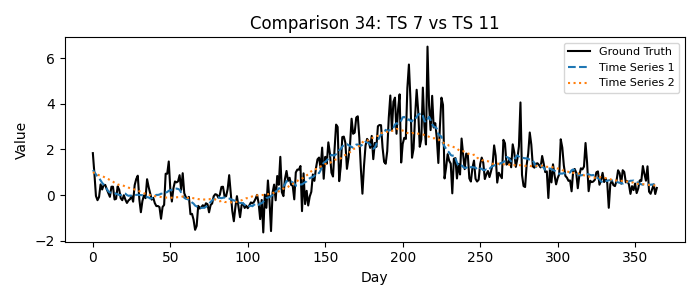 Comparison 34: TS 7 vs TS 11
Ground Truth
Time Series 1
Time Series 2
Value
6
4
2
0
−2
0 50 100 150 200 250 300 350
Day